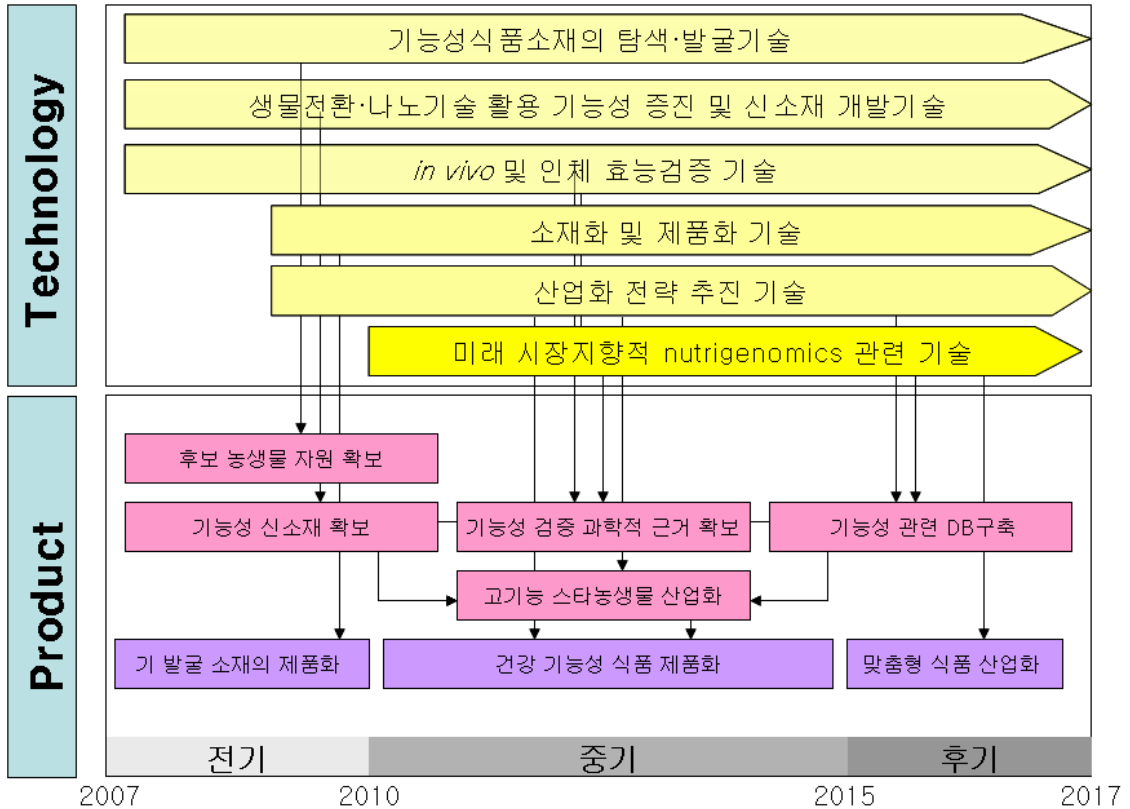 Technology
기능성식품소재의 탐색·발굴기술
생물전환·나노기술 활용 기능성 증진 및 신소재 개발기술
in vivo 및 인체 효능검증 기술
소재화 및 제품화 기술
산업화 전략 추진 기술
미래 시장지향적 nutrigenomics 관련 기술
Product
후보 농생물 자원 확보
기능성 신소재 확보
기능성 검증 과학적 근거 확보
기능성 관련 DB구축
고기능 스타농생물 산업화
기 발굴 소재의 제품화
건강 기능성 식품 제품화
맞춤형 식품 산업화
전기
중기
후기
2007
2010
2015
2017